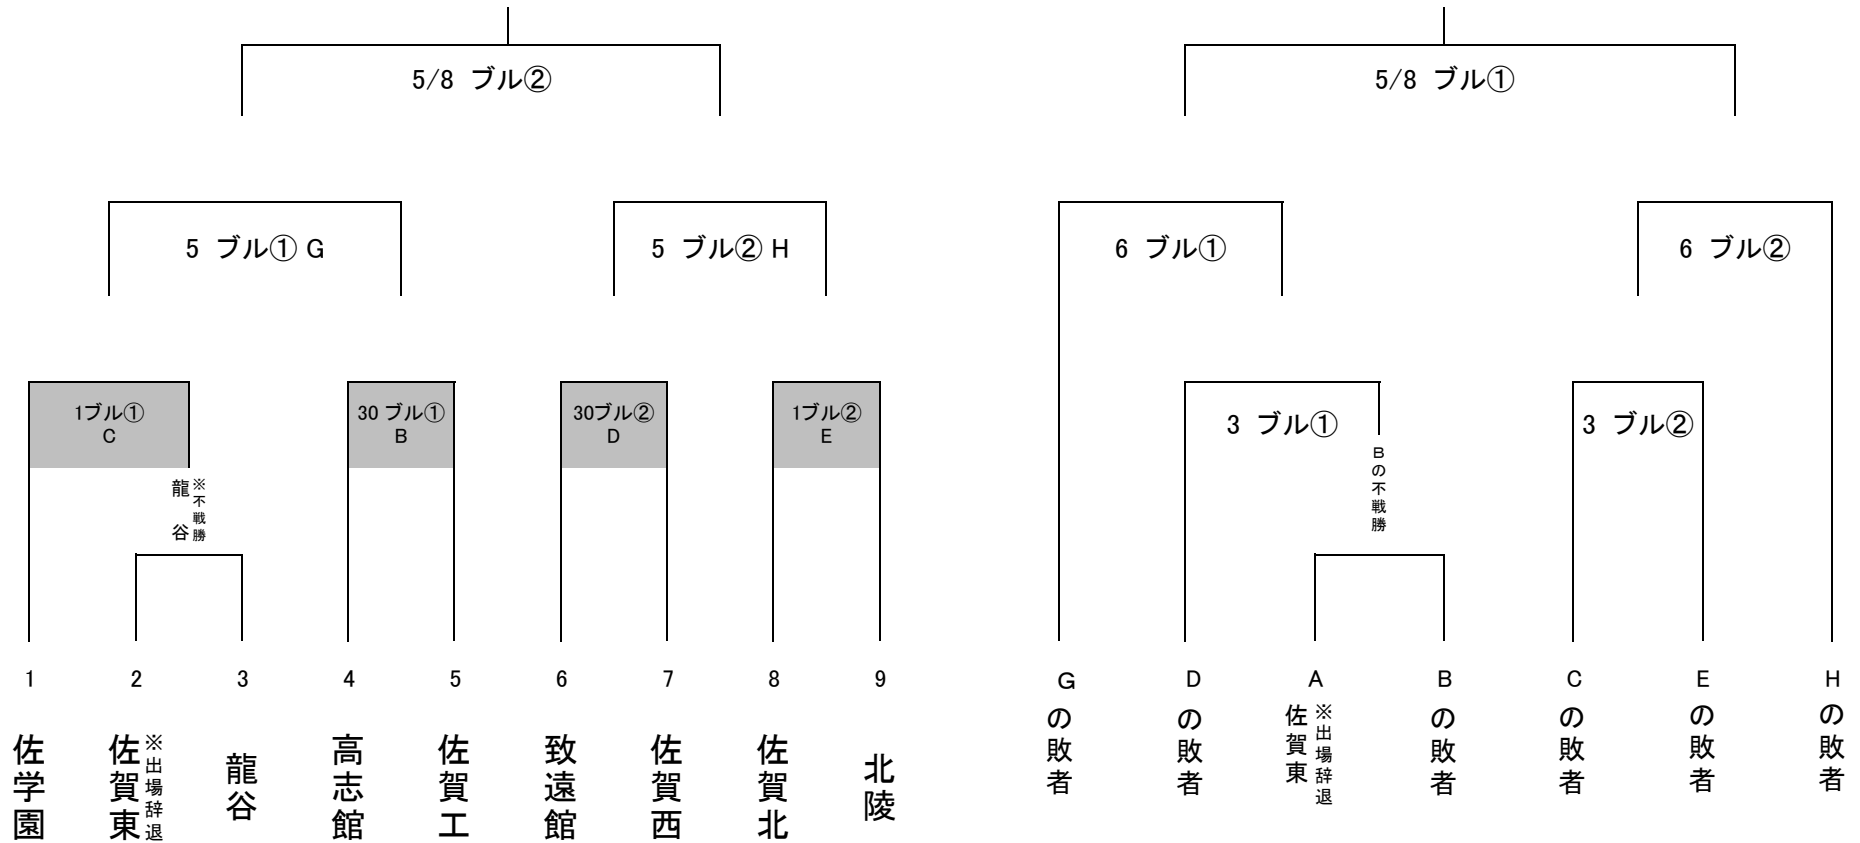 5/8 ブル②
5/8 ブル①
5 ブル① G
5 ブル② H
6 ブル①
6 ブル②
1ブル①
C
30 ブル①
B
30ブル②
D
1ブル②
E
3 ブル①
3 ブル②
龍谷
※不戦勝
Bの不戦勝
1
2
3
4
5
6
7
8
9
佐学園
佐賀東
※出場辞退
龍谷
高志館
佐賀工
致遠館
佐賀西
佐賀北
北陵
Gの敗者
Dの敗者
A
佐賀東
※出場辞退
Bの敗者
Cの敗者
Eの敗者
Hの敗者